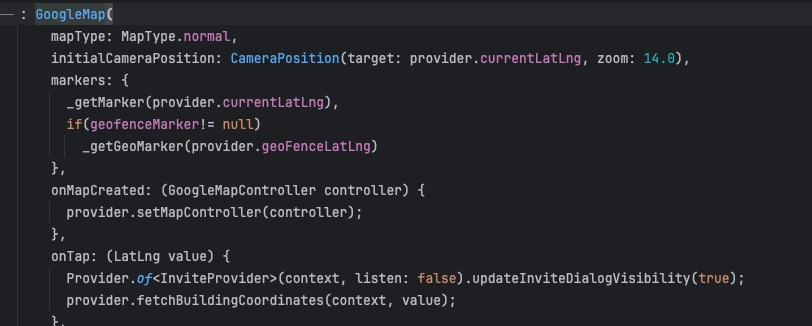 : GoogleMap(
mapType: MapType.normal,
initialCameraPosition: CameraPosition(target: provider.currentLatLng, zoom: 14.0),
markers: {
_getMarker(provider.currentLatLng),
if(geofenceMarker!= null)
_getGeoMarker(provider.geoFenceLatLng)
},
onMapCreated: (GoogleMapController controller) {
provider.setMapController(controller);
},
onTap: (LatLng value) {
Provider.of<InviteProvider>(context, listen: false).updateInviteDialogVisibility(true);
provider.fetchBuildingCoordinates(context, value);
},